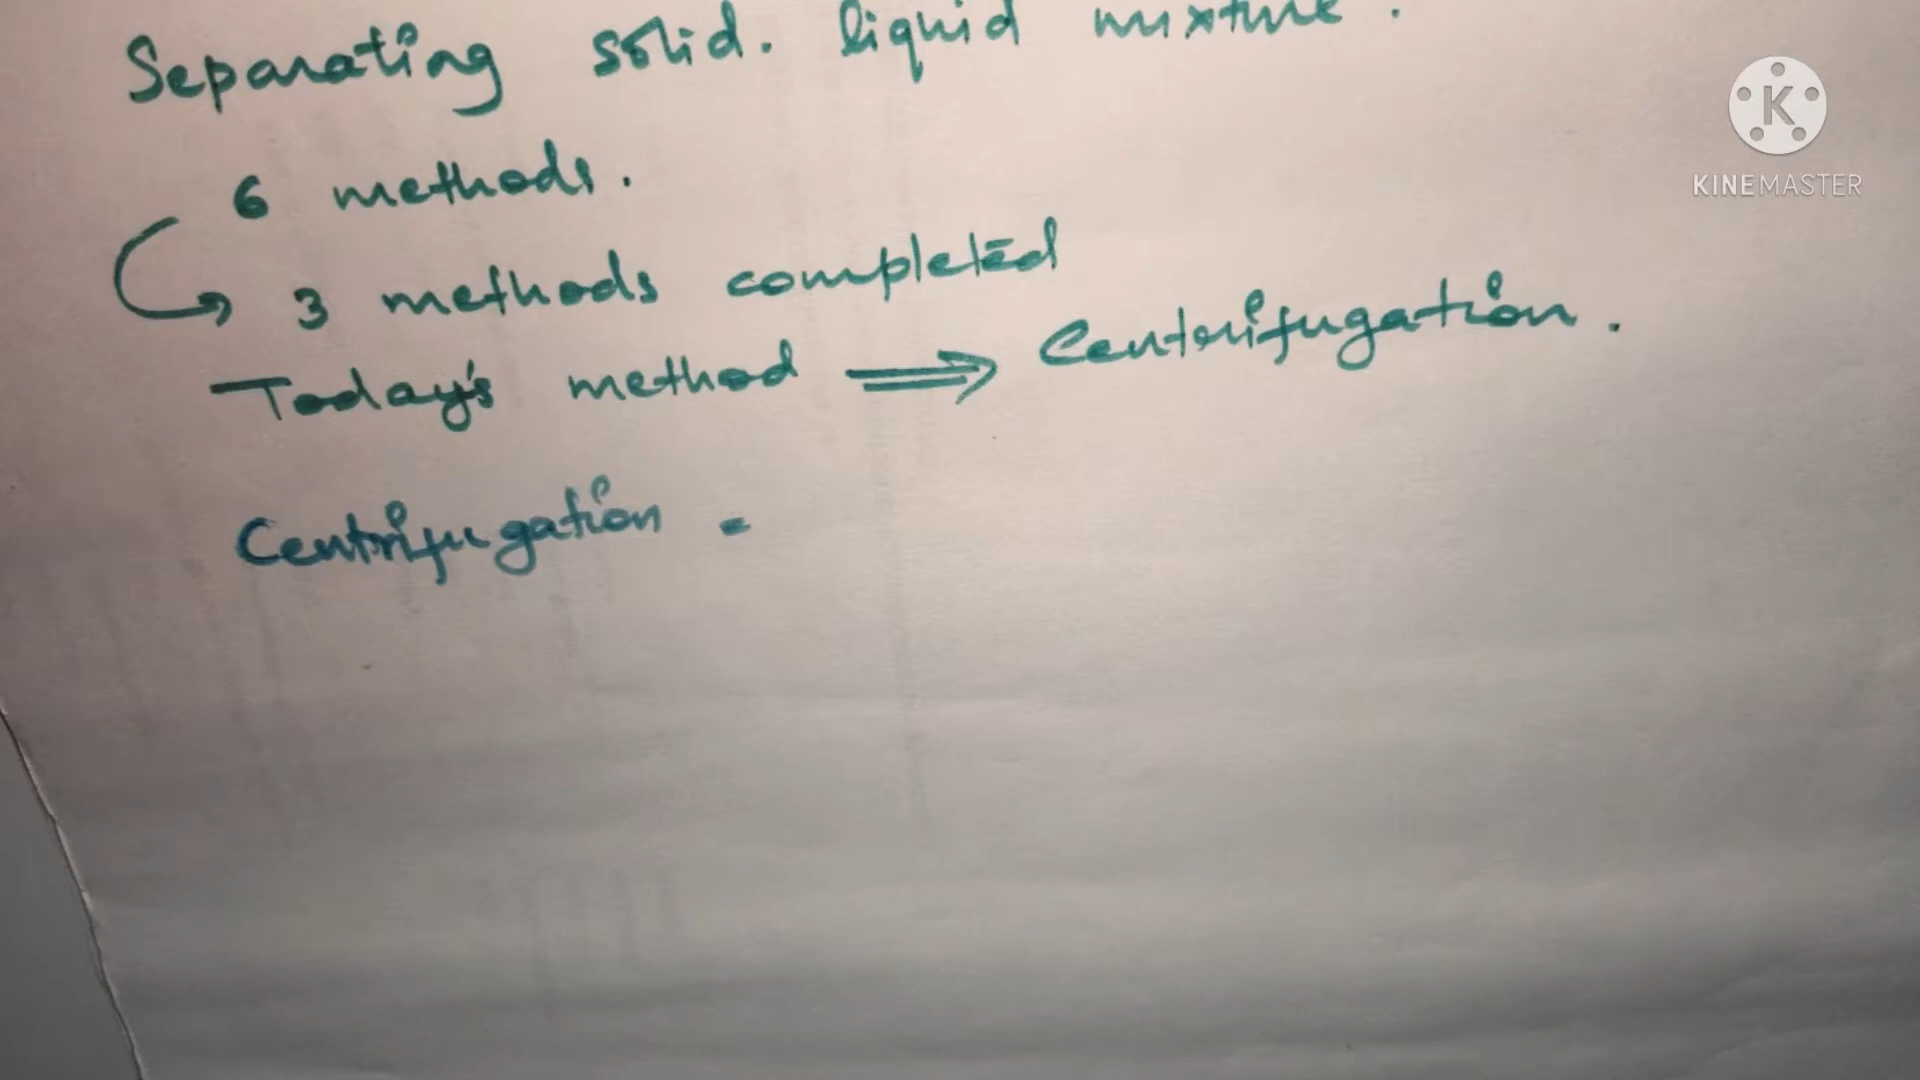 Separating solid. liquid mixture.
6 methods.
3 methods completed
Today's method ⟹ Centrifugation.
Centrifugation -
K
KINEMASTER